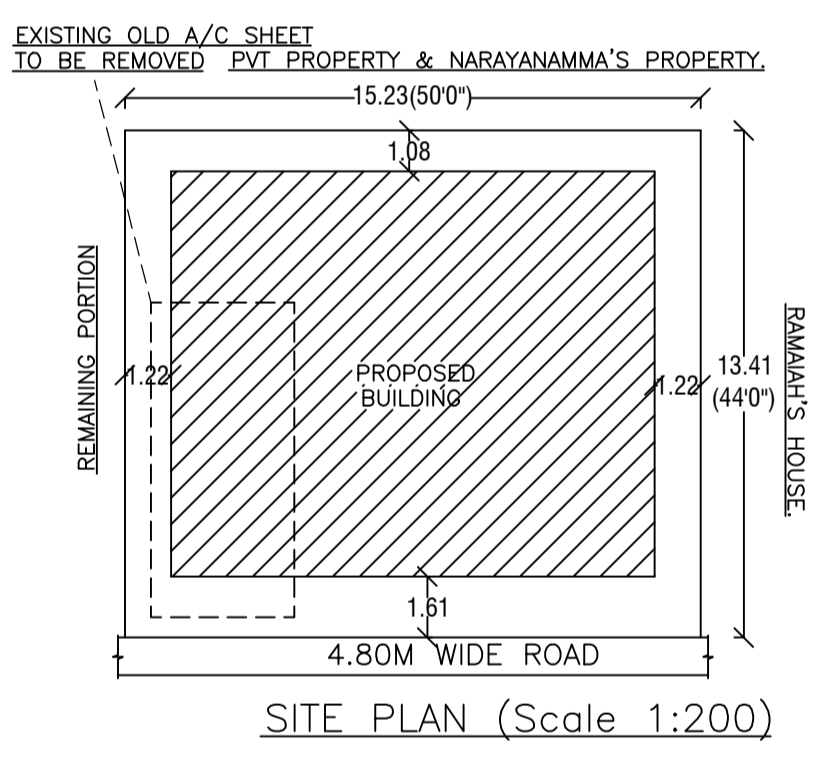 EXISTING OLD A/C SHEET
TO BE REMOVED PVT PROPERTY & NARAYANAMMA'S PROPERTY.
15.23(50'0")
1.08
REMAINING PORTION
1.22
PROPOSED
BUILDING
1.22
13.41
(44'0")
RAMAIAH'S HOUSE.
1.61
4.80M WIDE ROAD
SITE PLAN (Scale 1:200)